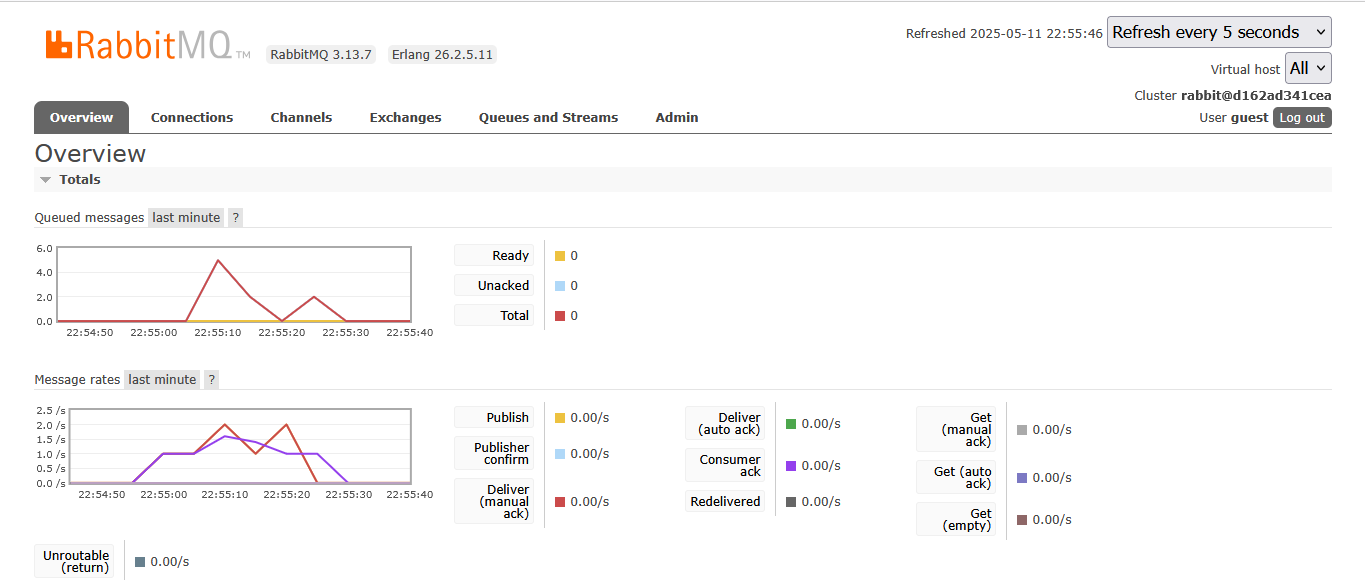 RabbitMQ TM
RabbitMQ 3.13.7
Erlang 26.2.5.11
Refreshed 2025-05-11 22:55:46
Refresh every 5 seconds
Virtual host
All
Cluster rabbit@d162ad341cea
User guest
Log out
Overview
Connections
Channels
Exchanges
Queues and Streams
Admin
Overview
Totals
Queued messages last minute ?
6.0
4.0
2.0
0.0
22:54:50 22:55:00 22:55:10 22:55:20 22:55:30 22:55:40
Ready 0
Unacked 0
Total 0
Message rates last minute ?
2.5 /s
2.0 /s
1.5 /s
1.0 /s
0.5 /s
0.0 /s
22:54:50 22:55:00 22:55:10 22:55:20 22:55:30 22:55:40
Publish 0.00/s
Publisher
confirm 0.00/s
Deliver
(manual
ack) 0.00/s
Deliver
(auto ack) 0.00/s
Consumer
ack 0.00/s
Redelivered 0.00/s
Get
(manual
ack) 0.00/s
Get (auto
ack) 0.00/s
Get
(empty) 0.00/s
Unroutable
(return) 0.00/s